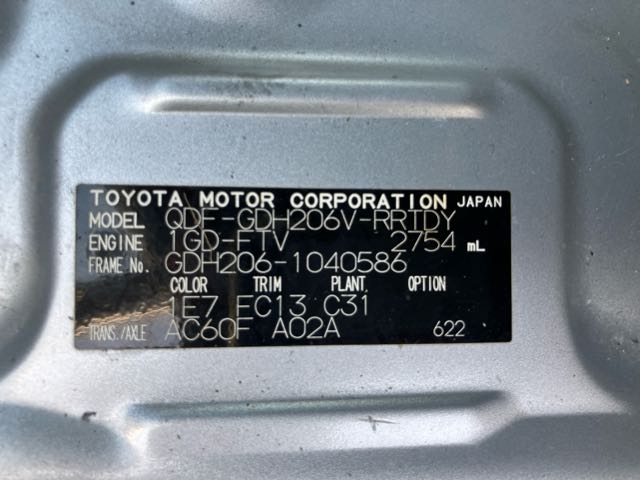 TOYOTA MOTOR CORPORATION JAPAN
MODEL QDF-GDH206V-RRTDY
ENGINE 1GD-FTV 2754 mL
FRAME No. GDH206-1040586
COLOR TRIM PLANT. OPTION
1E7 FC13 C31
TRANS./AXLE AC60F A02A 622